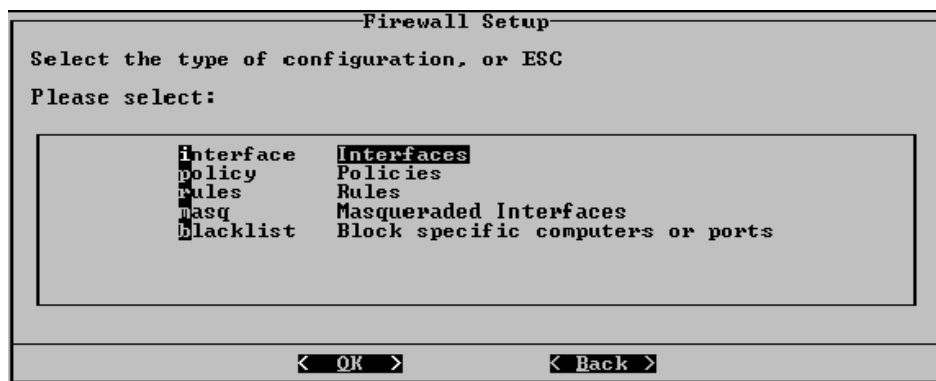 Firewall Setup
Select the type of configuration, or ESC
Please select:
interface Interfaces
policy Policies
rules Rules
masq Masqueraded Interfaces
blacklist Block specific computers or ports
< OK > < Back >